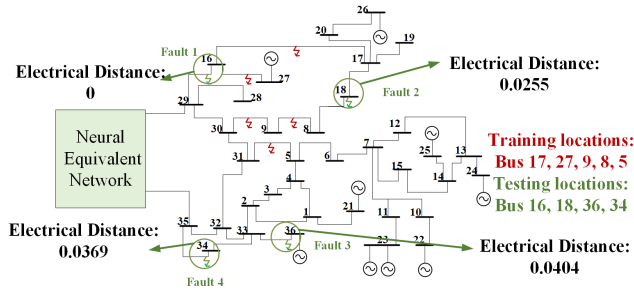 26
20
19
Fault 1
16
17
Electrical Distance:
0
27
18
Fault 2
Electrical Distance:
0.0255
29
28
Neural
Equivalent
Network
30
9
8
12
31
5
6
7
25
13
15
14
24
Training locations:
Bus 17, 27, 9, 8, 5
Testing locations:
Bus 16, 18, 36, 34
4
3
2
1
21
11
10
35
32
33
36
23
22
Electrical Distance:
0.0369
34
Fault 3
Fault 4
Electrical Distance:
0.0404